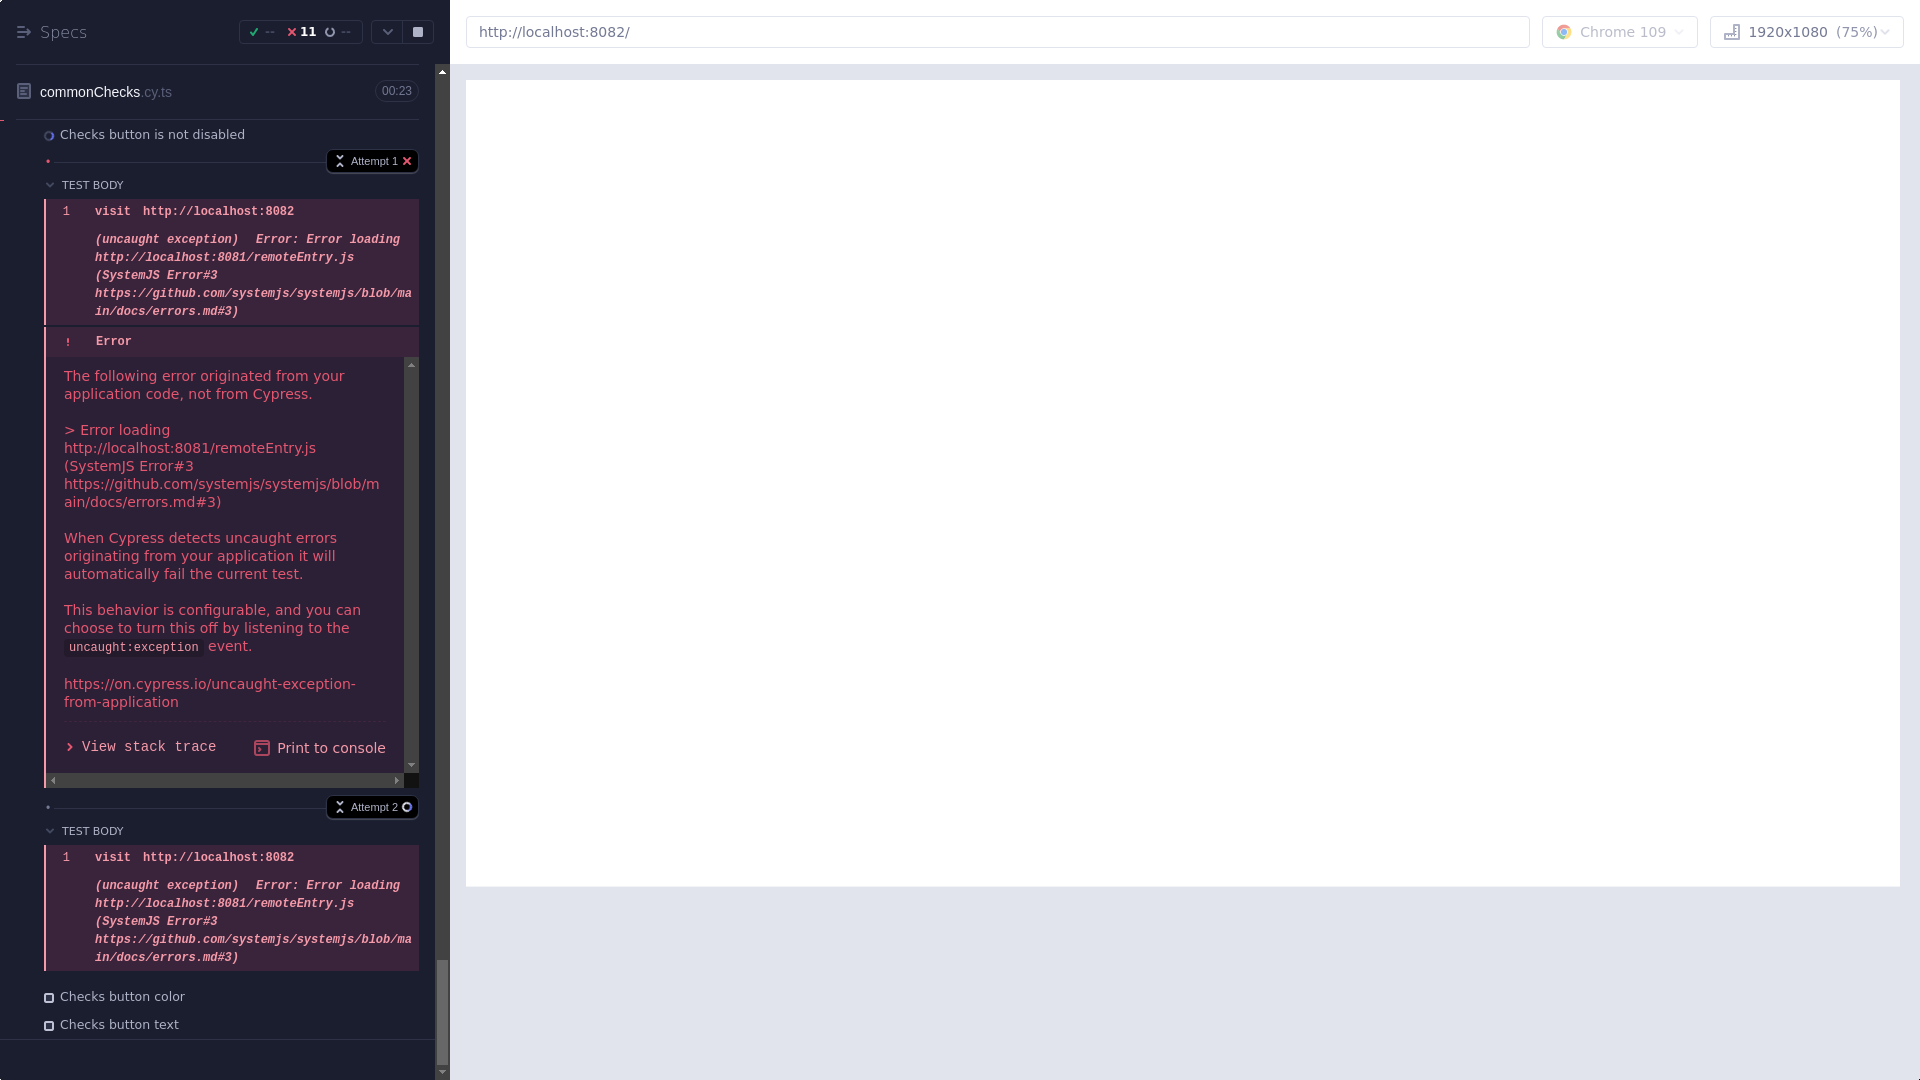 Specs
-- 11 --
commonChecks.cy.ts
00:23
Checks button is not disabled
Attempt 1
TEST BODY
1 visit http://localhost:8082
(uncaught exception) Error: Error loading
http://localhost:8081/remoteEntry.js
(SystemJS Error#3
https://github.com/systemjs/systemjs/blob/ma
in/docs/errors.md#3)
! Error
The following error originated from your
application code, not from Cypress.
> Error loading
http://localhost:8081/remoteEntry.js
(SystemJS Error#3
https://github.com/systemjs/systemjs/blob/m
ain/docs/errors.md#3)
When Cypress detects uncaught errors
originating from your application it will
automatically fail the current test.
This behavior is configurable, and you can
choose to turn this off by listening to the
uncaught:exception event.
https://on.cypress.io/uncaught-exception-
from-application
View stack trace
Print to console
Attempt 2
TEST BODY
1 visit http://localhost:8082
(uncaught exception) Error: Error loading
http://localhost:8081/remoteEntry.js
(SystemJS Error#3
https://github.com/systemjs/systemjs/blob/ma
in/docs/errors.md#3)
Checks button color
Checks button text
http://localhost:8082/
Chrome 109
1920x1080 (75%)